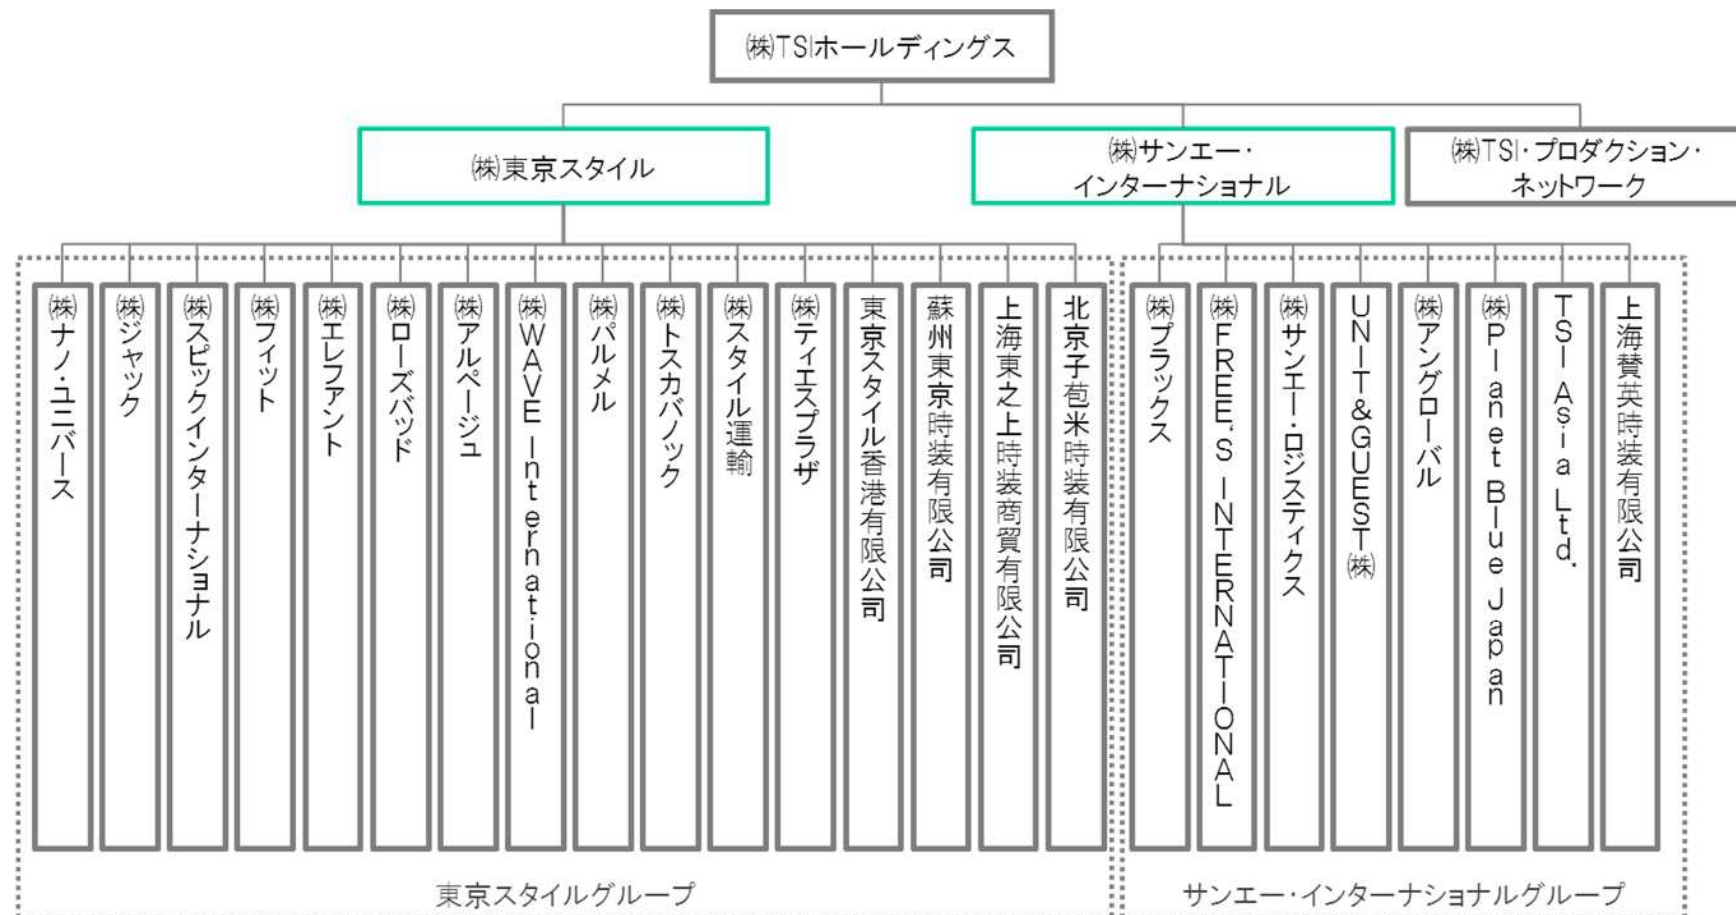 ㈱TSIホールディングス
㈱東京スタイル
㈱サンエー・
インターナショナル
㈱TSI・プロダクション・
ネットワーク
㈱ナノ・ユニバース
㈱ジャック
㈱スピックインターナショナル
㈱フィット
㈱エレファント
㈱ローズバッド
㈱アルページュ
㈱WAVE International
㈱パルメル
㈱トスカバノック
㈱スタイル運輸
㈱ティエスプラザ
東京スタイル香港有限公司
蘇州東京時装有限公司
上海東之上時装商貿有限公司
北京子苞米時装有限公司
㈱プラックス
㈱FREE'S INTERNATIONAL
㈱サンエー・ロジスティクス
UNIT&GUEST㈱
㈱アングローバル
㈱Planet Blue Japan
TSI Asia Ltd.
上海賛英時装有限公司
東京スタイルグループ
サンエー・インターナショナルグループ